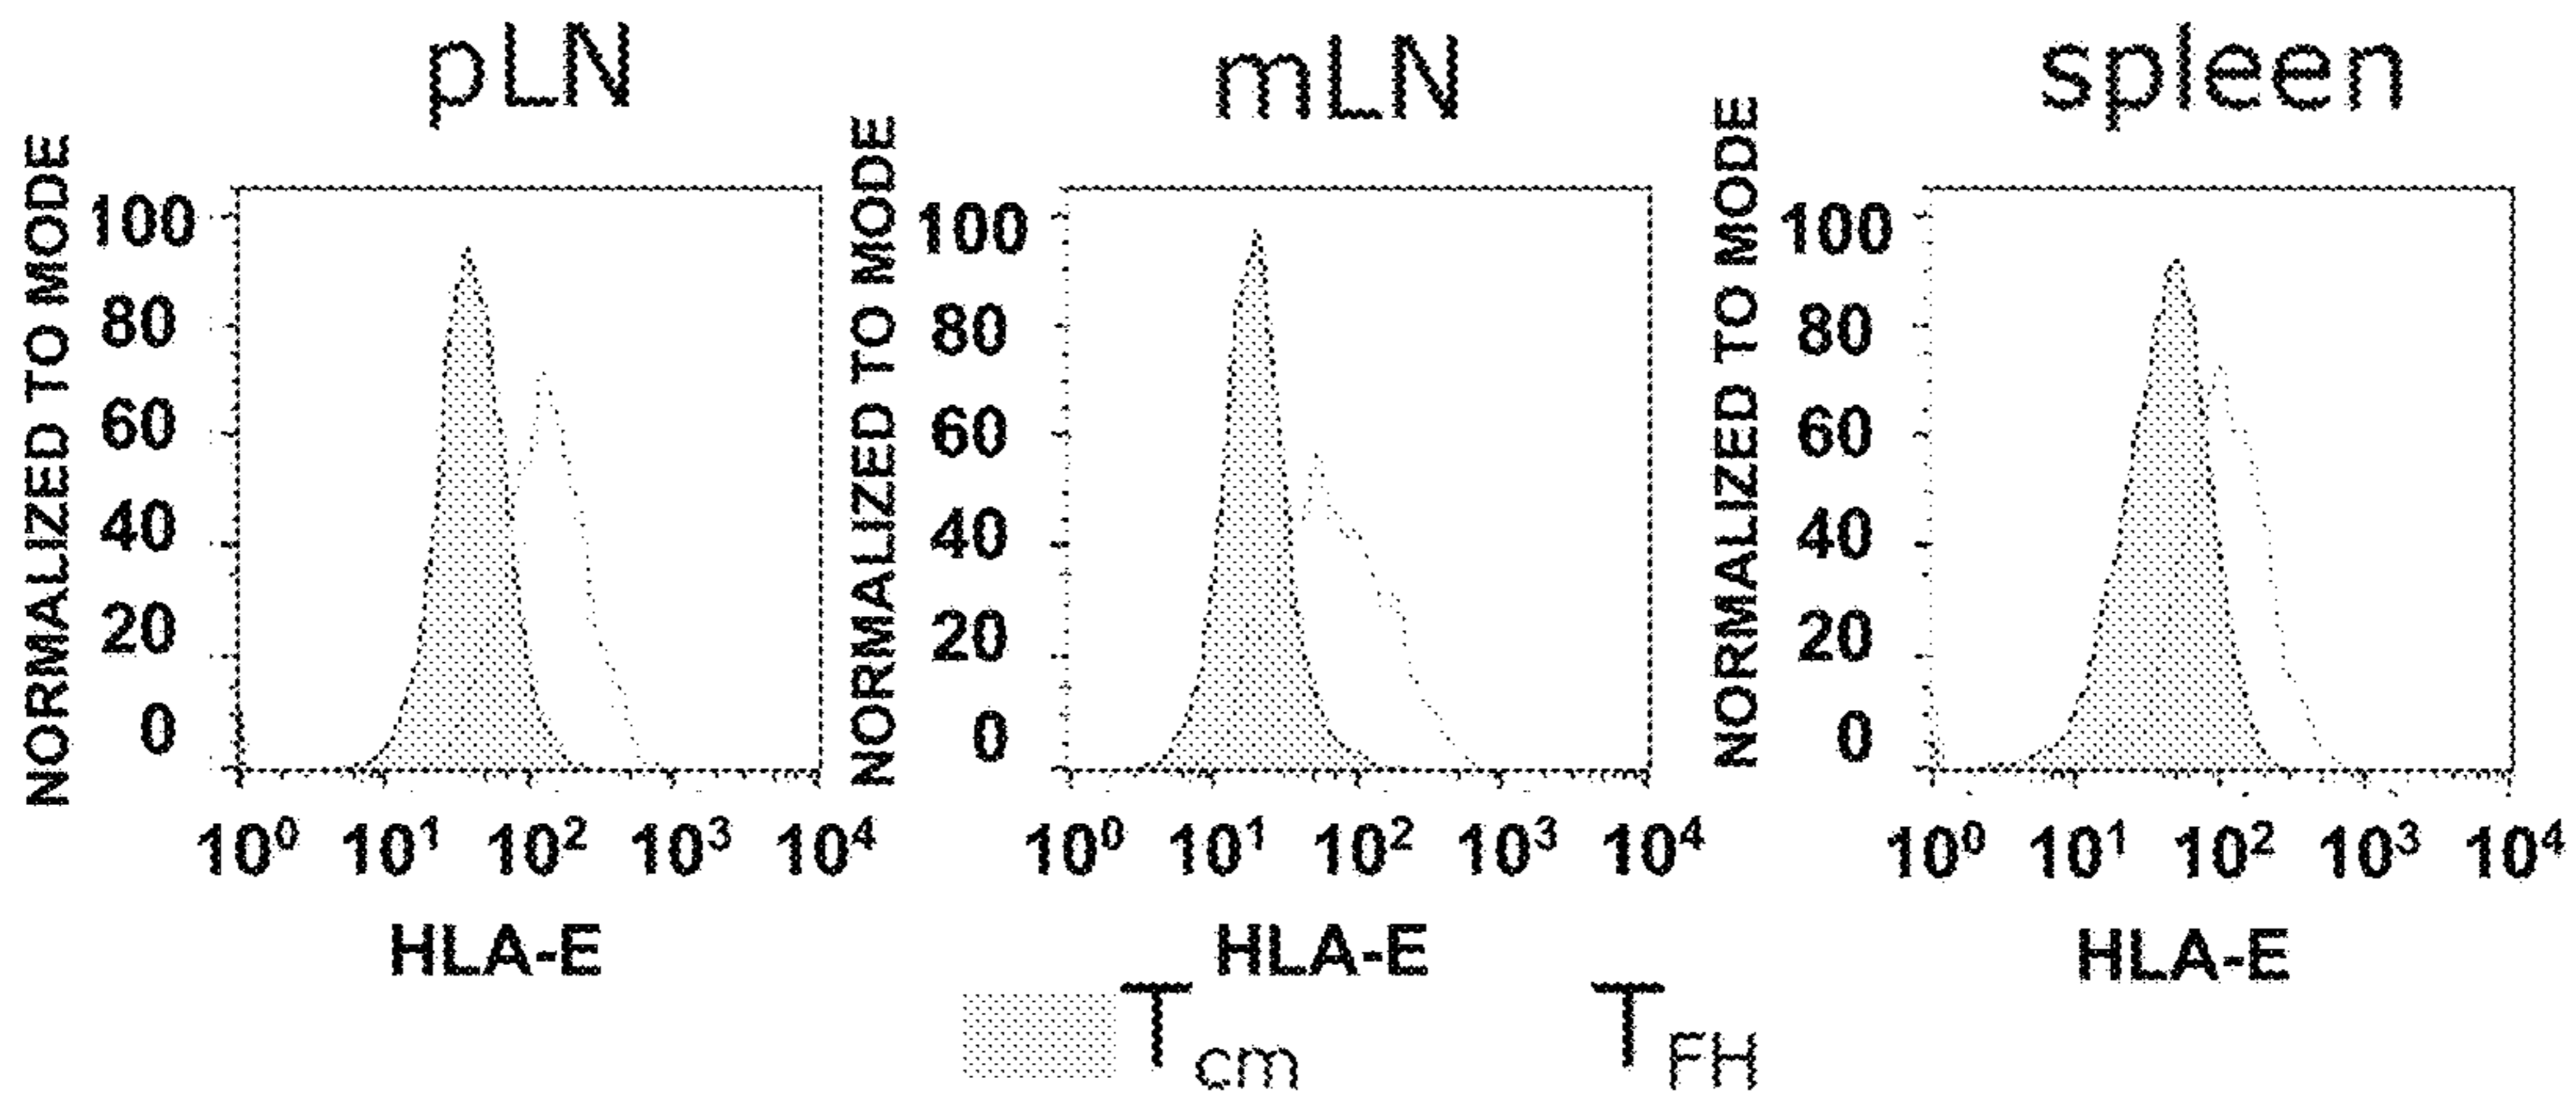 pLN
NORMALIZED TO MODE
100
80
60
40
20
0
10⁰ 10¹ 10² 10³ 10⁴
HLA-E
mLN
NORMALIZED TO MODE
100
80
60
40
20
0
10⁰ 10¹ 10² 10³ 10⁴
HLA-E
spleen
NORMALIZED TO MODE
100
80
60
40
20
0
10⁰ 10¹ 10² 10³ 10⁴
HLA-E
Tcm TFH